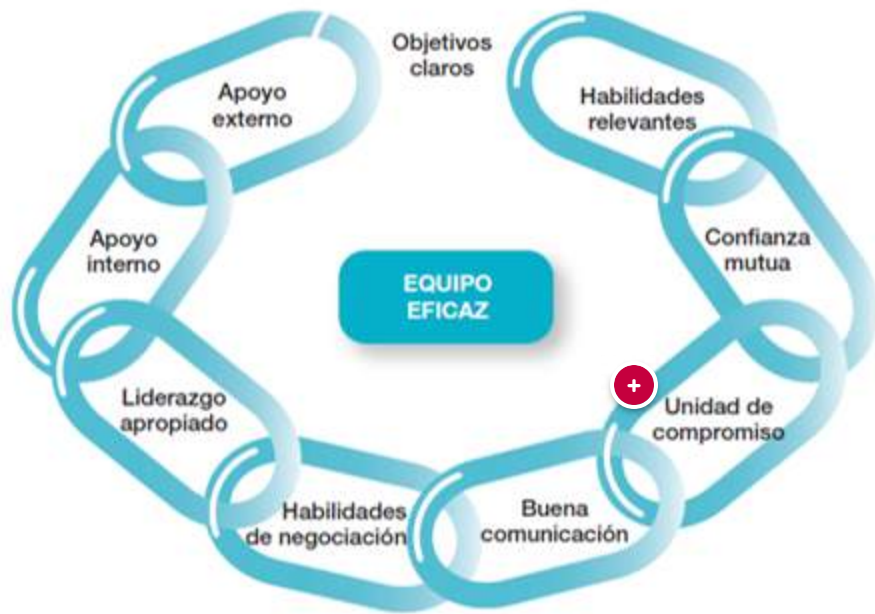 Objetivos
claros
Habilidades
relevantes
Confianza
mutua
Unidad de
compromiso
Buena
comunicación
Habilidades
de negociación
Liderazgo
apropiado
Apoyo
interno
Apoyo
externo
EQUIPO
EFICAZ
+